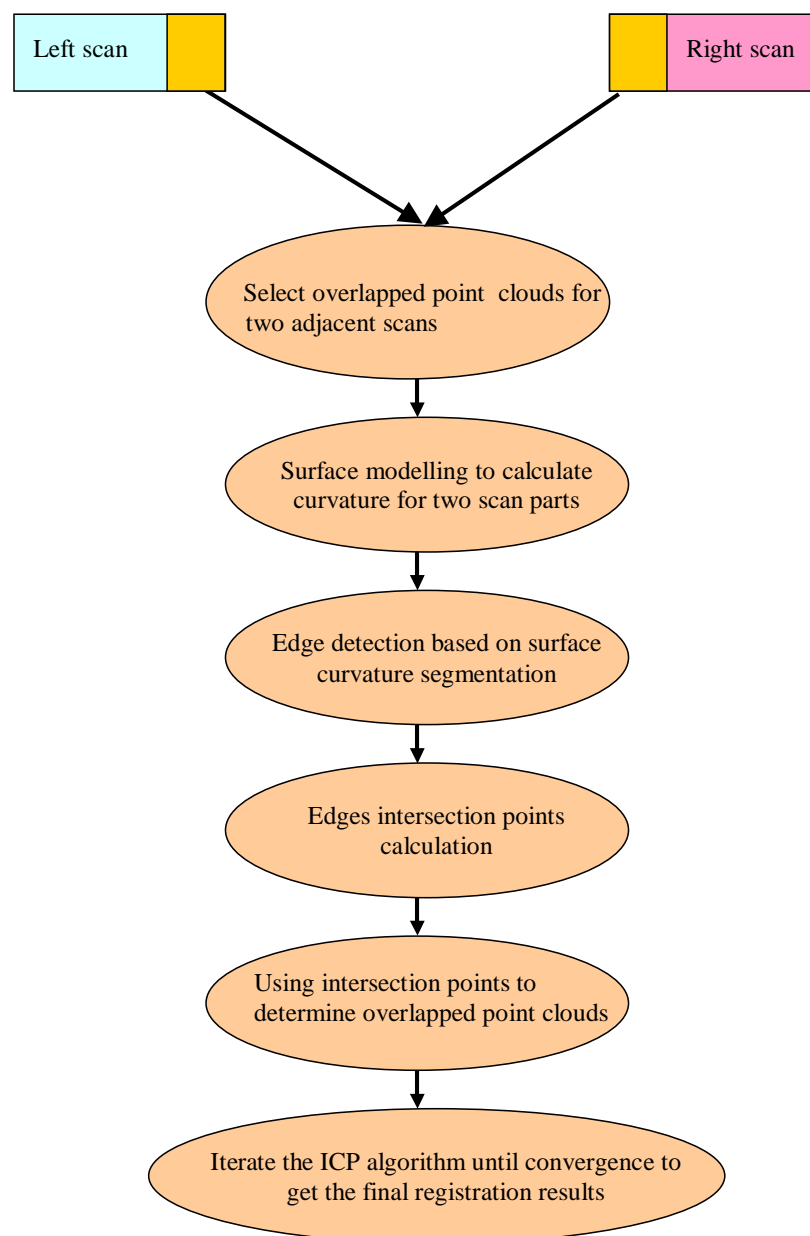 Left scan
Right scan
Select overlapped point clouds for
two adjacent scans
Surface modelling to calculate
curvature for two scan parts
Edge detection based on surface
curvature segmentation
Edges intersection points
calculation
Using intersection points to
determine overlapped point clouds
Iterate the ICP algorithm until convergence to
get the final registration results